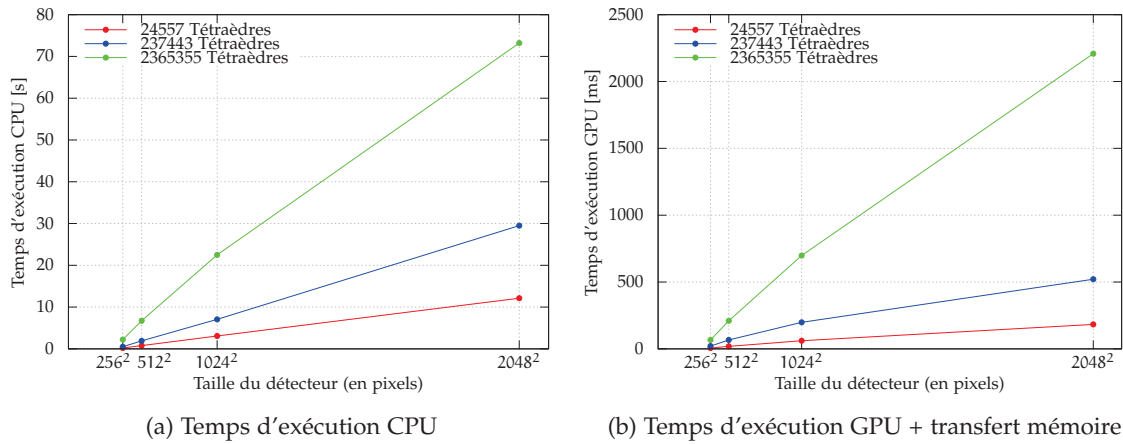 80
70
60
50
40
30
20
10
0
Temps d'exécution CPU [s]
24557 Tétraèdres
237443 Tétraèdres
2365355 Tétraèdres
256² 512² 1024² 2048²
Taille du détecteur (en pixels)
(a) Temps d'exécution CPU
2500
2000
1500
1000
500
0
Temps d'exécution GPU [ms]
24557 Tétraèdres
237443 Tétraèdres
2365355 Tétraèdres
256² 512² 1024² 2048²
Taille du détecteur (en pixels)
(b) Temps d'exécution GPU + transfert mémoire